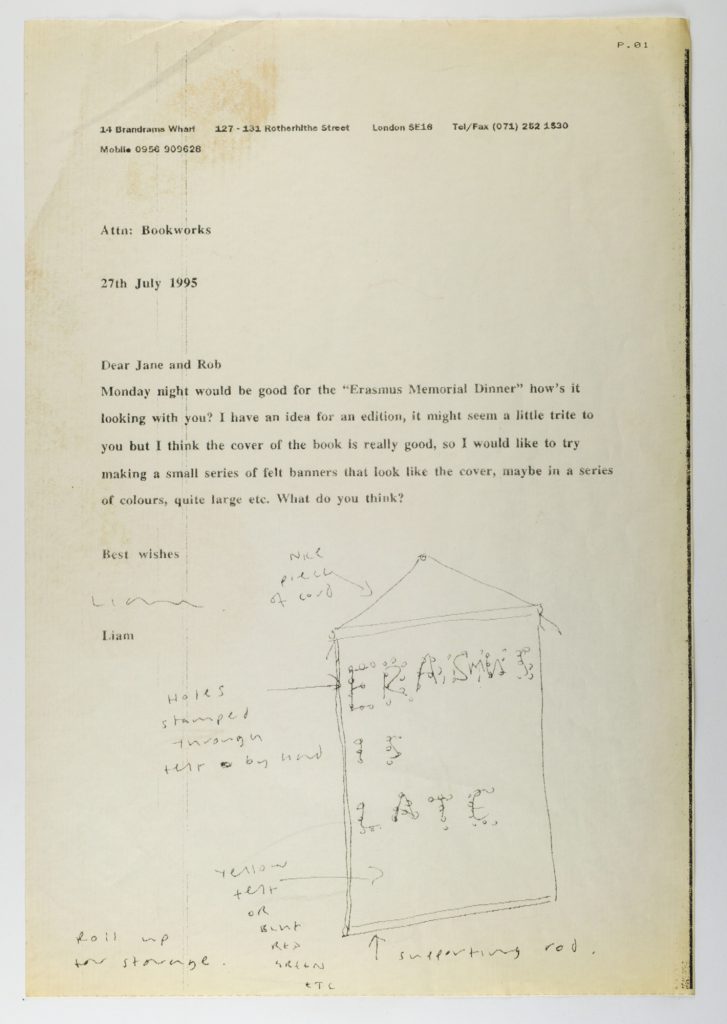 P.01
14 Brandrams Wharf 127 - 131 Rotherhithe Street London SE16 Tel/Fax (071) 252 1530
Mobile 0956 909628
Attn: Bookworks
27th July 1995
Dear Jane and Rob
Monday night would be good for the “Erasmus Memorial Dinner” how’s it
looking with you? I have an idea for an edition, it might seem a little trite to
you but I think the cover of the book is really good, so I would like to try
making a small series of felt banners that look like the cover, maybe in a series
of colours, quite large etc. What do you think?
Best wishes
Liam
Liam
Nice
piece
of cord
ERASMUS
IS
LATE
Holes
stamped
through
felt by hand
Yellow
felt
OR
BLUE
RED
GREEN
ETC
Roll up
for storage.
supporting rod.